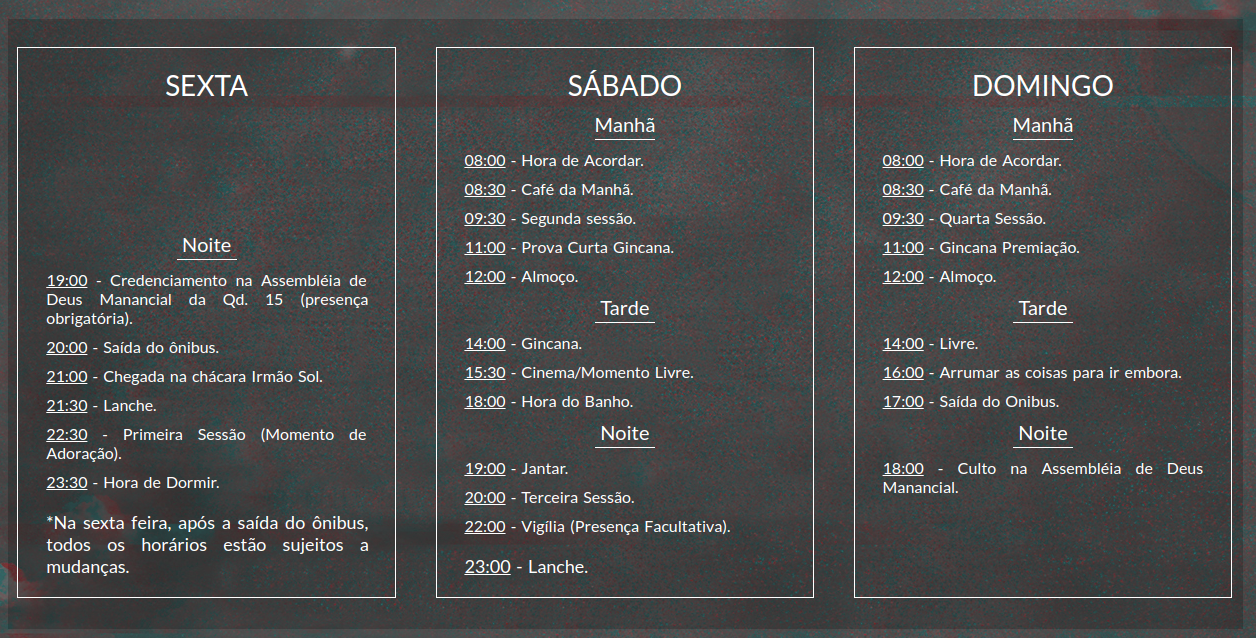 SEXTA
Noite
19:00 - Credenciamento na Assembléia de
Deus Manancial da Qd. 15 (presença
obrigatória).
20:00 - Saída do ônibus.
21:00 - Chegada na chácara Irmão Sol.
21:30 - Lanche.
22:30 - Primeira Sessão (Momento de
Adoração).
23:30 - Hora de Dormir.
*Na sexta feira, após a saída do ônibus,
todos os horários estão sujeitos a
mudanças.
SÁBADO
Manhã
08:00 - Hora de Acordar.
08:30 - Café da Manhã.
09:30 - Segunda sessão.
11:00 - Prova Curta Gincana.
12:00 - Almoço.
Tarde
14:00 - Gincana.
15:30 - Cinema/Momento Livre.
18:00 - Hora do Banho.
Noite
19:00 - Jantar.
20:00 - Terceira Sessão.
22:00 - Vigília (Presença Facultativa).
23:00 - Lanche.
DOMINGO
Manhã
08:00 - Hora de Acordar.
08:30 - Café da Manhã.
09:30 - Quarta Sessão.
11:00 - Gincana Premiação.
12:00 - Almoço.
Tarde
14:00 - Livre.
16:00 - Arrumar as coisas para ir embora.
17:00 - Saída do Onibus.
Noite
18:00 - Culto na Assembléia de Deus
Manancial.